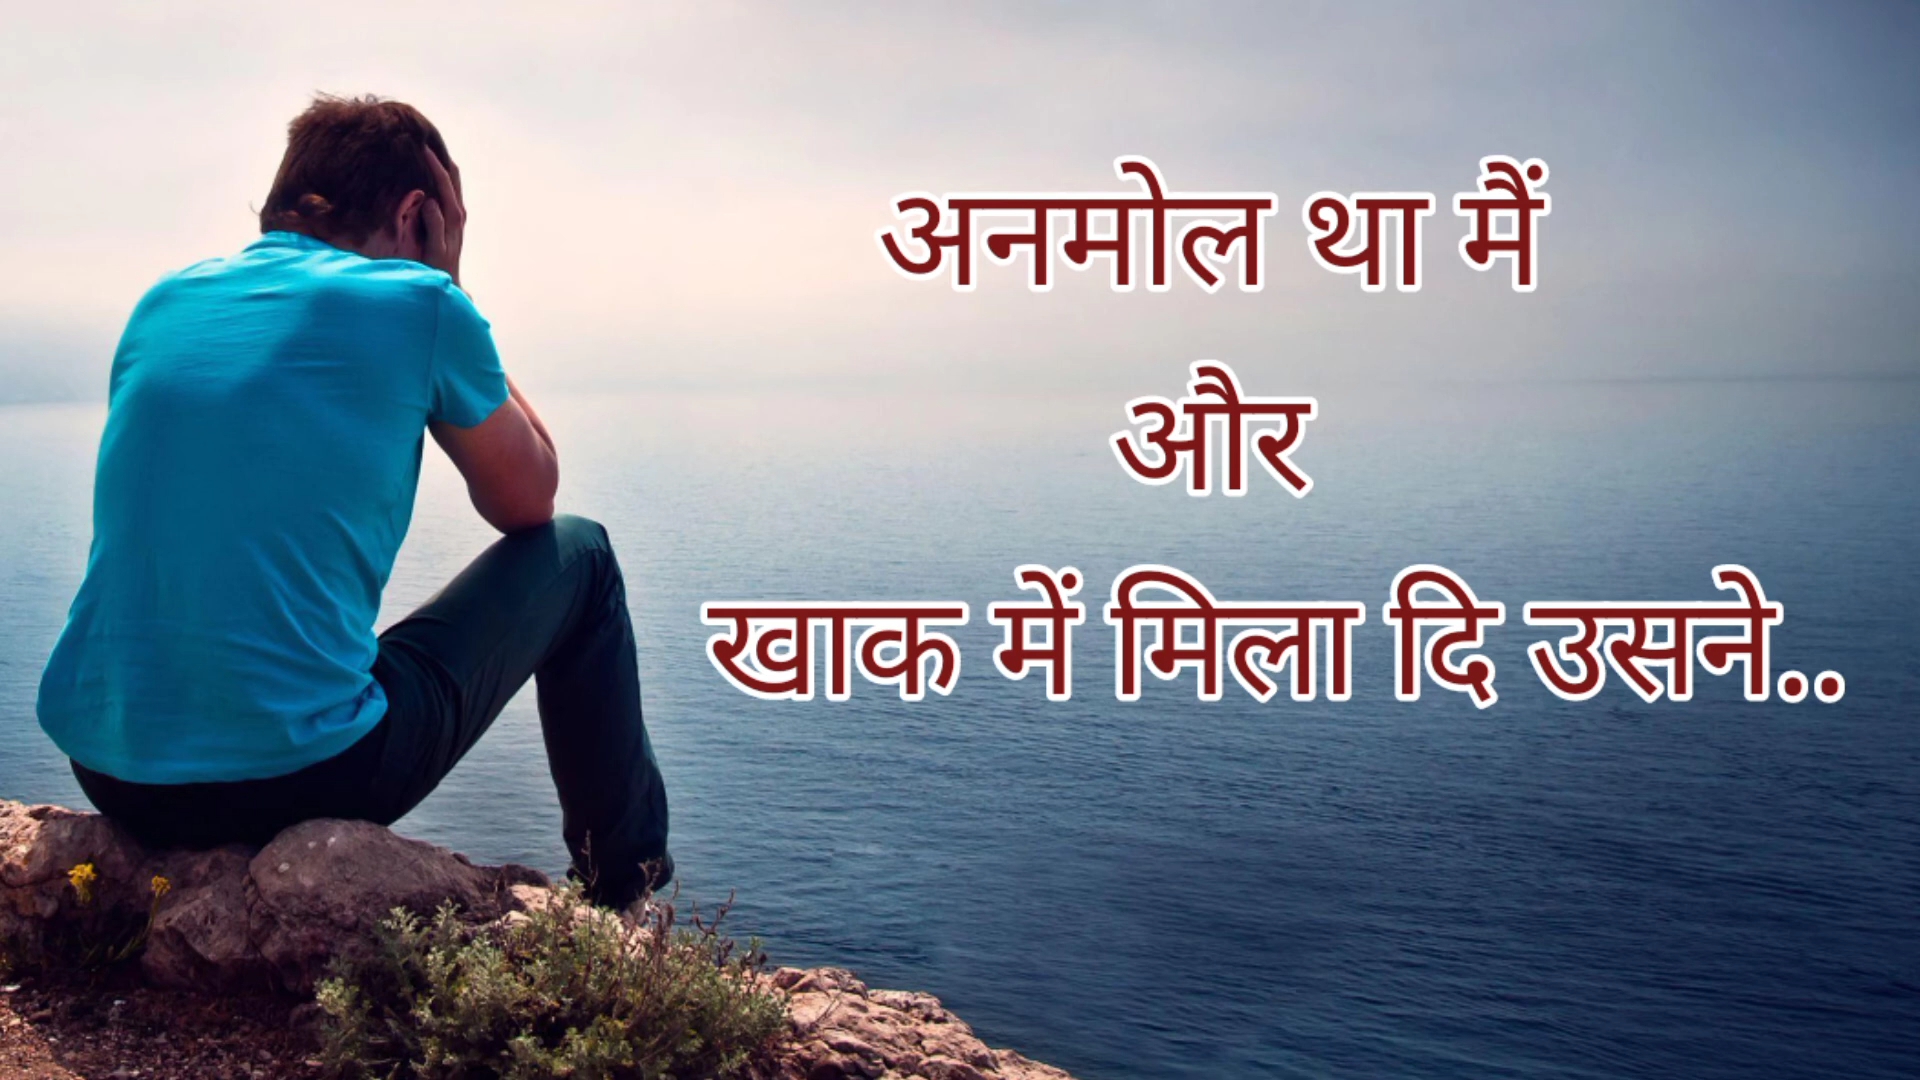 अनमोल था मैं
और
खाक में मिला दि उसने..